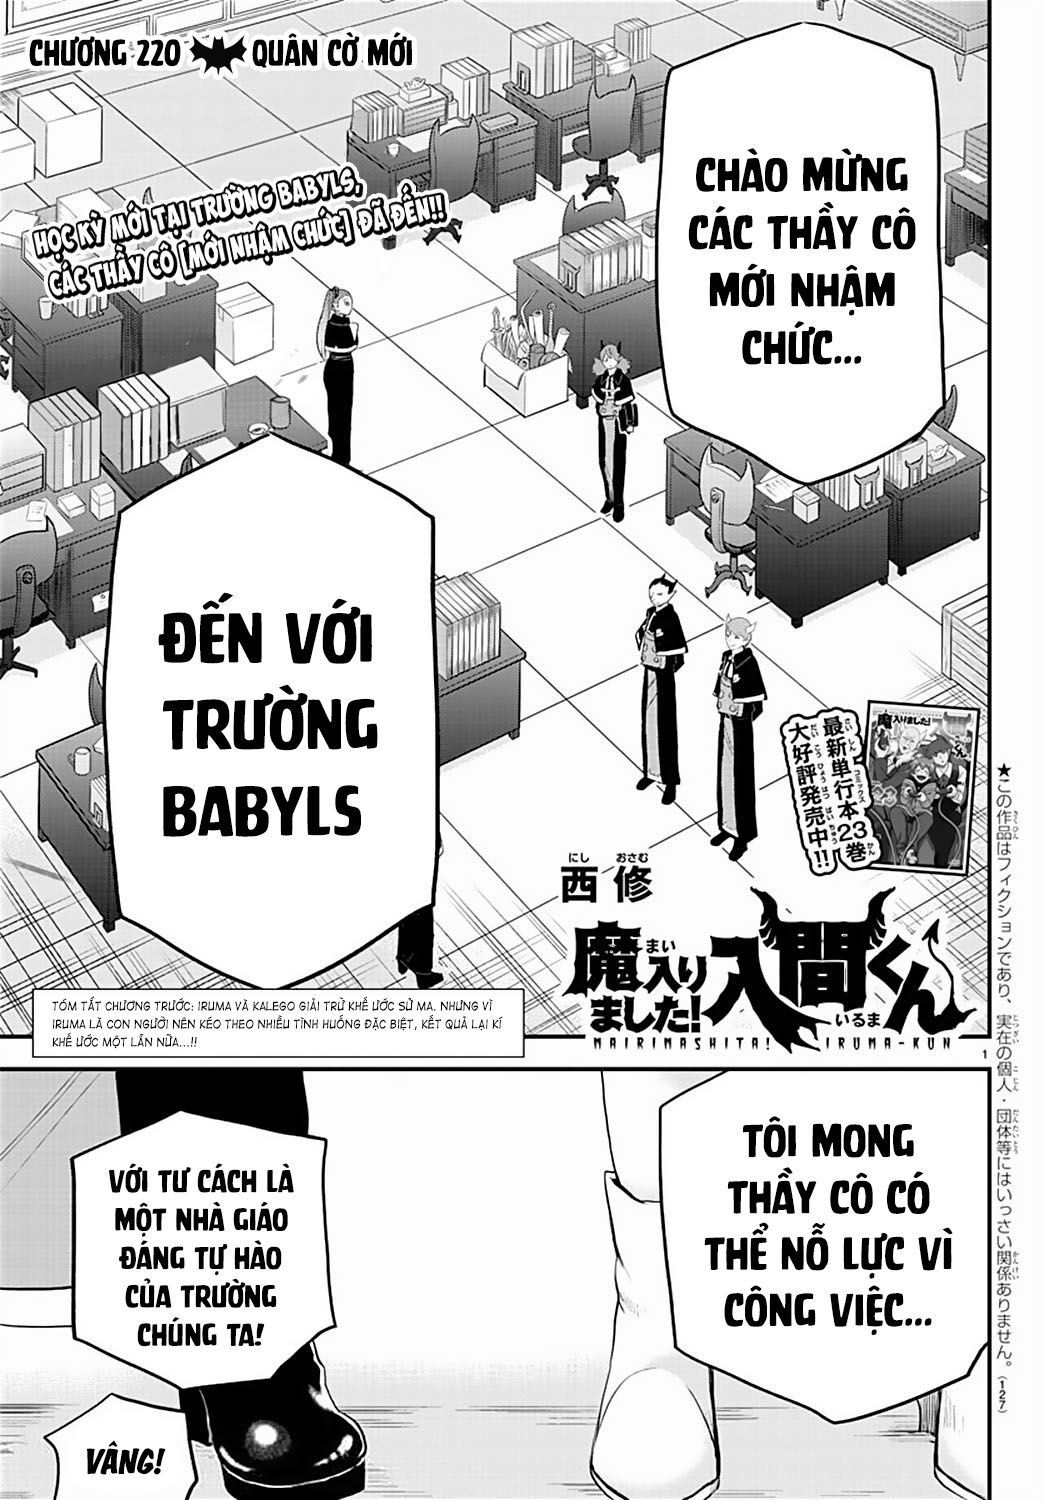 CHƯƠNG 220 QUÂN CỜ MỚI
HỌC KỲ MỚI TẠI TRƯỜNG BABYLS,
CÁC THẦY CÔ [MỚI NHẬM CHỨC] ĐÃ ĐẾN!!
CHÀO MỪNG
CÁC THẦY CÔ
MỚI NHẬM
CHỨC...
ĐẾN VỚI
TRƯỜNG
BABYLS
最新単行本23巻
大好評発売中!!
西修
魔入りました!入間くん
MAIRIMASHITA! IRUMA-KUN
TÓM TẮT CHƯƠNG TRƯỚC: IRUMA VÀ KALEGO GIẢI TRỪ KHẾ ƯỚC SỨ MA. NHƯNG VÌ
IRUMA LÀ CON NGƯỜI NÊN KÉO THEO NHIỀU TÌNH HUỐNG ĐẶC BIỆT, KẾT QUẢ LẠI KÍ
KHẾ ƯỚC MỘT LẦN NỮA...!!
1
★この作品はフィクションであり、実在の個人・団体等にはいっさい関係ありません。
(127)
TÔI MONG
THẦY CÔ CÓ
THỂ NỖ LỰC VÌ
CÔNG VIỆC...
VỚI TƯ CÁCH LÀ
MỘT NHÀ GIÁO
ĐÁNG TỰ HÀO
CỦA TRƯỜNG
CHÚNG TA!
VÂNG!